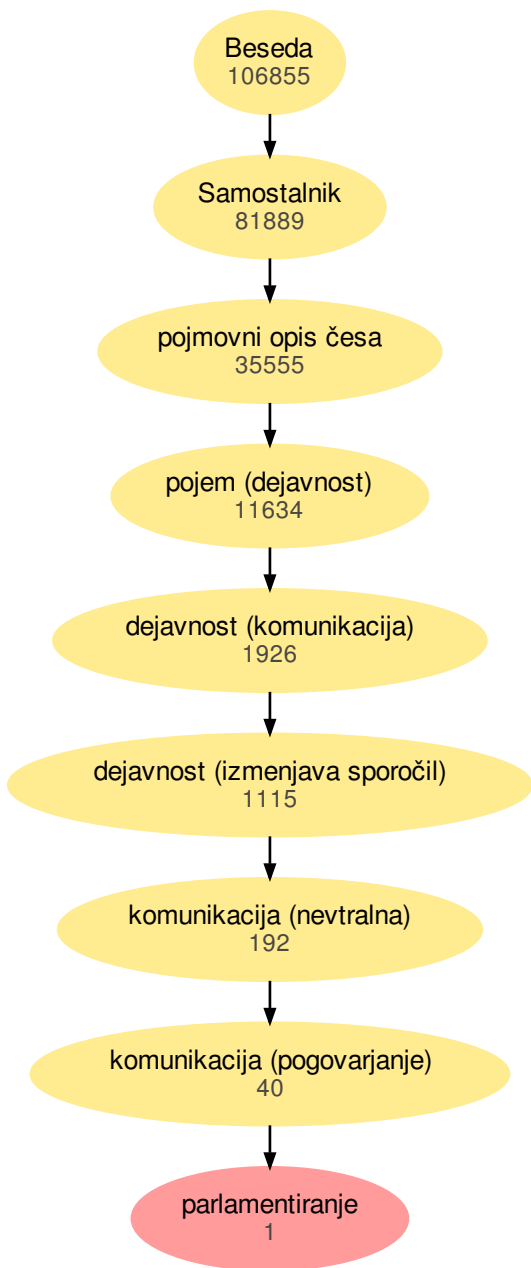 Beseda
106855
Samostalnik
81889
pojmovni opis česa
35555
pojem (dejavnost)
11634
dejavnost (komunikacija)
1926
dejavnost (izmenjava sporočil)
1115
komunikacija (nevtralna)
192
komunikacija (pogovarjanje)
40
parlamentiranje
1